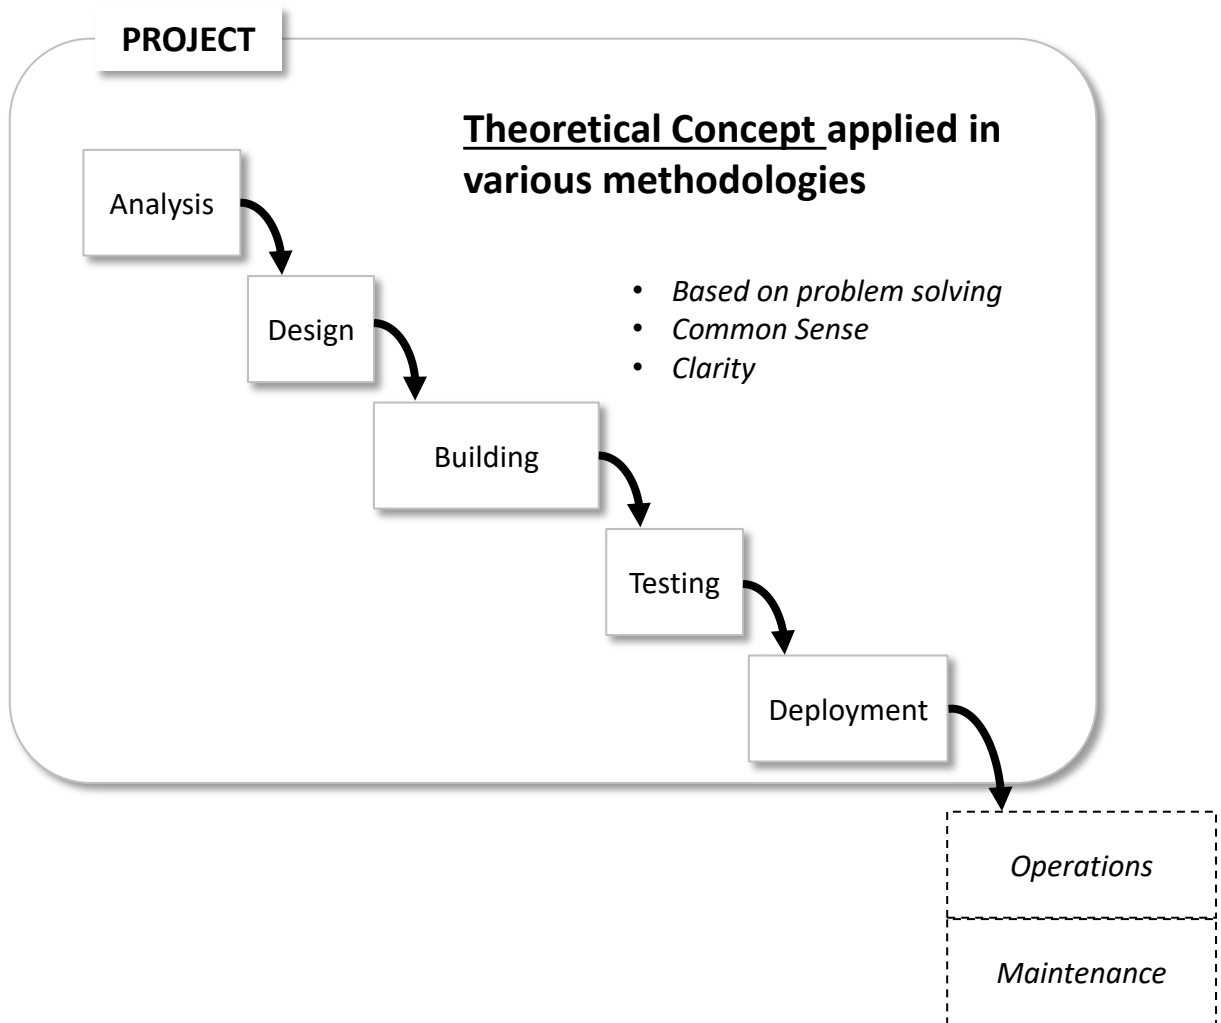 PROJECT
Theoretical Concept applied in
various methodologies
Analysis
Design
• Based on problem solving
• Common Sense
• Clarity
Building
Testing
Deployment
Operations
Maintenance